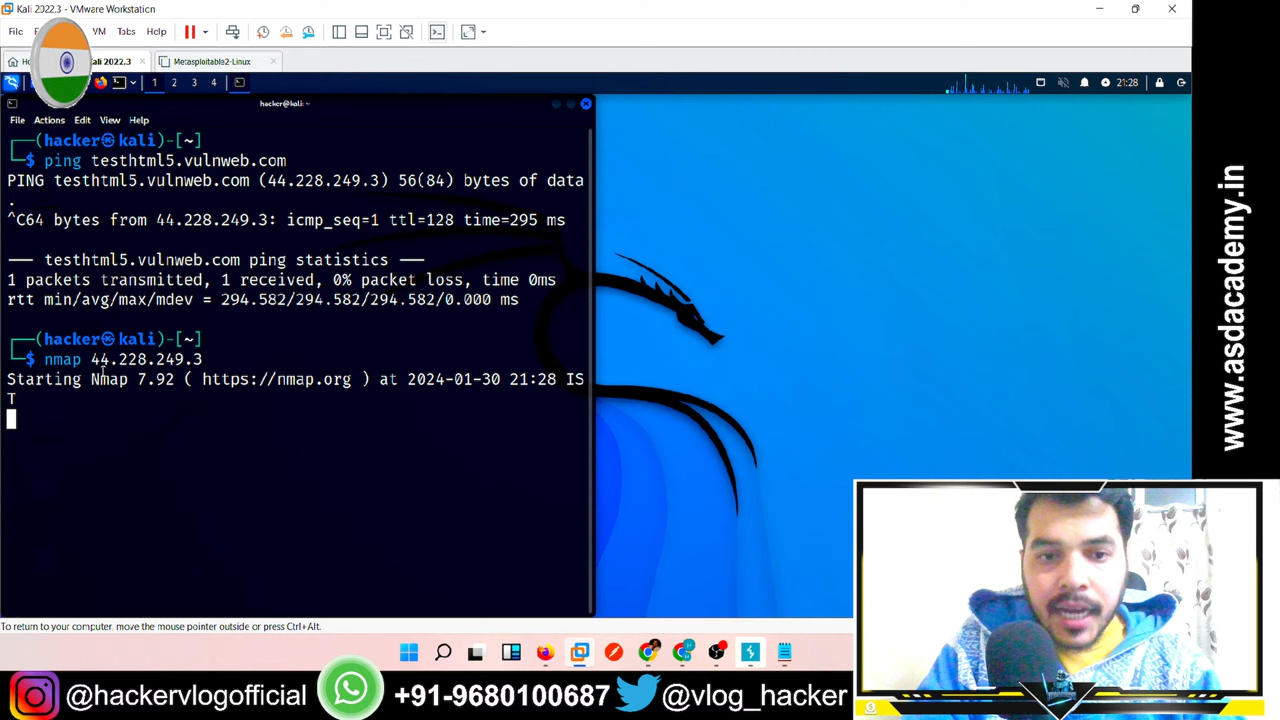 Kali 2022.3 - VMware Workstation
File
VM
Tabs
Help
Kali 2022.3
Metasploitable2-Linux
1
2
3
4
21:28
hacker@kali: ~
File Actions Edit View Help
┌──(hacker㉿kali)-[~]
└─$ ping testhtml5.vulnweb.com
PING testhtml5.vulnweb.com (44.228.249.3) 56(84) bytes of data
.
^C64 bytes from 44.228.249.3: icmp_seq=1 ttl=128 time=295 ms
── testhtml5.vulnweb.com ping statistics ──
1 packets transmitted, 1 received, 0% packet loss, time 0ms
rtt min/avg/max/mdev = 294.582/294.582/294.582/0.000 ms
┌──(hacker㉿kali)-[~]
└─$ nmap 44.228.249.3
Starting Nmap 7.92 ( https://nmap.org ) at 2024-01-30 21:28 IS
T
www.asdacademy.in
To return to your computer, move the mouse pointer outside or press Ctrl+Alt.
@hackervlogofficial
+91-9680100687
@vlog_hacker